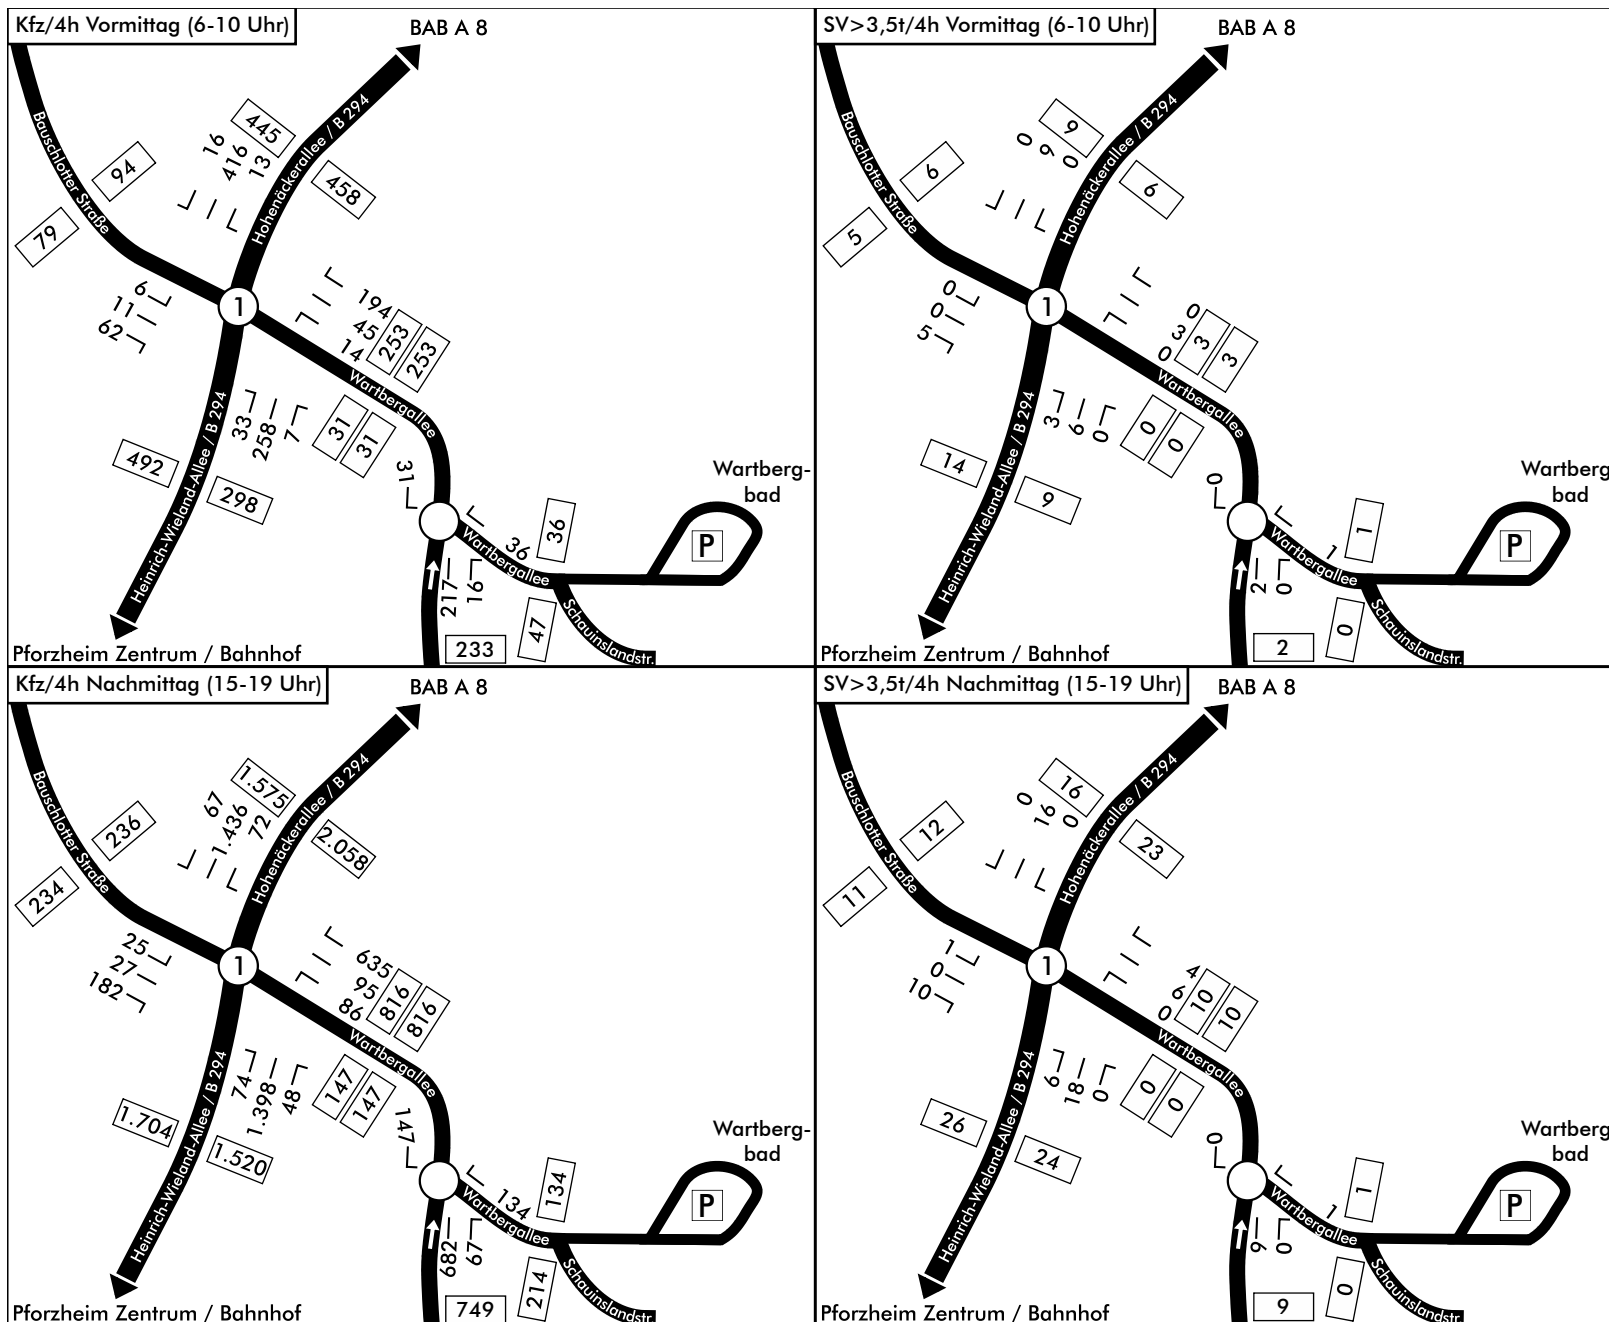 Kfz/4h Vormittag (6-10 Uhr)
BAB A 8
445
16
416
13
Hohenäckerallee / B 294
458
Bauschlotter Straße
94
79
1
6
11
62
194
45
14
253
253
Wartbergallee
33
258
7
31
31
492
298
Heinrich-Wieland-Allee / B 294
31
Wartberg-
bad
36
36
P
Wartbergallee
217
16
47
Schauinslandstr.
233
Pforzheim Zentrum / Bahnhof
SV>3,5t/4h Vormittag (6-10 Uhr)
BAB A 8
9
0
9
0
Hohenäckerallee / B 294
6
Bauschlotter Straße
6
5
1
0
0
5
0
3
0
3
3
Wartbergallee
3
6
0
0
0
14
9
Heinrich-Wieland-Allee / B 294
0
Wartberg
bad
1
1
P
Wartbergallee
2
0
0
Schauinslandstr.
2
Pforzheim Zentrum / Bahnhof
Kfz/4h Nachmittag (15-19 Uhr)
BAB A 8
1.575
67
1.436
72
Hohenäckerallee / B 294
2.058
Bauschlotter Straße
236
234
1
25
27
182
635
95
86
816
816
Wartbergallee
74
1.398
48
147
147
1.704
1.520
Heinrich-Wieland-Allee / B 294
147
Wartberg-
bad
134
134
P
Wartbergallee
682
67
214
Schauinslandstr.
749
Pforzheim Zentrum / Bahnhof
SV>3,5t/4h Nachmittag (15-19 Uhr)
BAB A 8
16
0
16
0
Hohenäckerallee / B 294
23
Bauschlotter Straße
12
11
1
1
0
10
4
6
0
10
10
Wartbergallee
6
18
0
0
0
26
24
Heinrich-Wieland-Allee / B 294
0
Wartberg
bad
1
1
P
Wartbergallee
9
0
0
Schauinslandstr.
9
Pforzheim Zentrum / Bahnhof